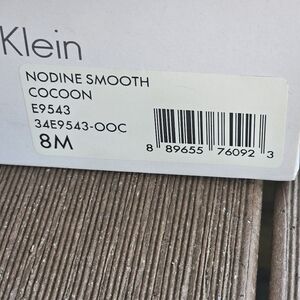 Klein
NODINE SMOOTH
COCOON
E9543
34E9543-OOC
8M
8 89655 76092 3